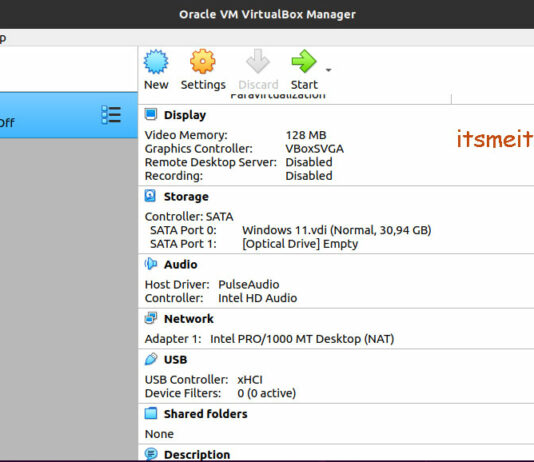 Oracle VM VirtualBox Manager
p
New Settings Discard Start
Off
Paravirtualization
Display
Video Memory: 128 MB
Graphics Controller: VBoxSVGA
Remote Desktop Server: Disabled
Recording: Disabled
itsmeit
Storage
Controller: SATA
SATA Port 0: Windows 11.vdi (Normal, 30,94 GB)
SATA Port 1: [Optical Drive] Empty
Audio
Host Driver: PulseAudio
Controller: Intel HD Audio
Network
Adapter 1: Intel PRO/1000 MT Desktop (NAT)
USB
USB Controller: xHCI
Device Filters: 0 (0 active)
Shared folders
None
Description